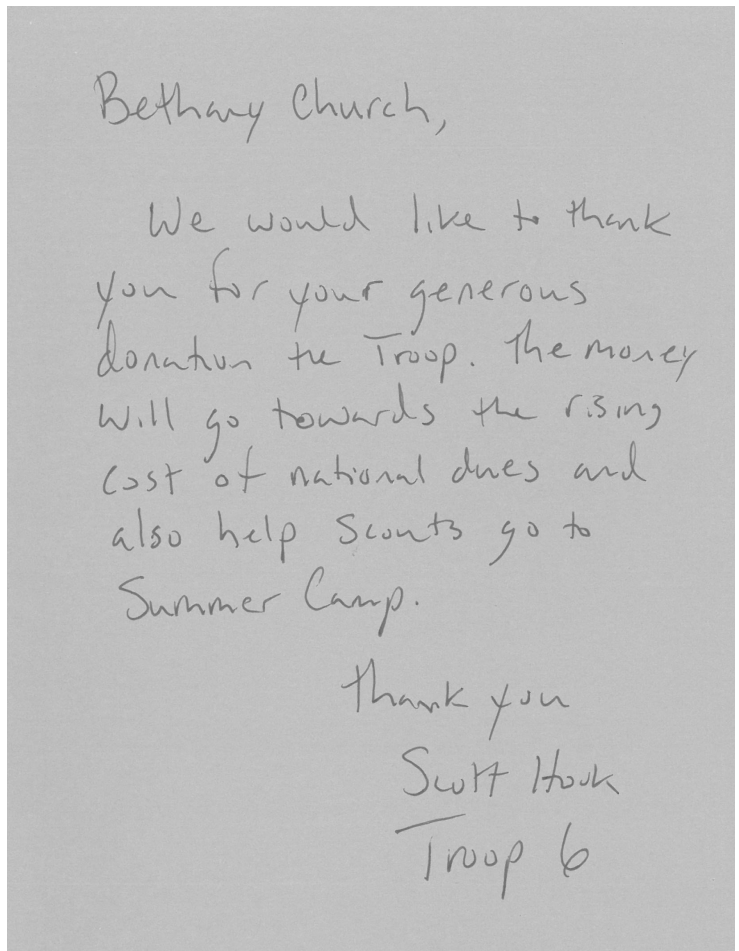 Bethany Church,
We would like to thank
you for your generous
donation the Troop. The money
will go towards the rising
cost of national dues and
also help Scouts go to
Summer Camp.
Thank you
Scott Houk
Troop 6